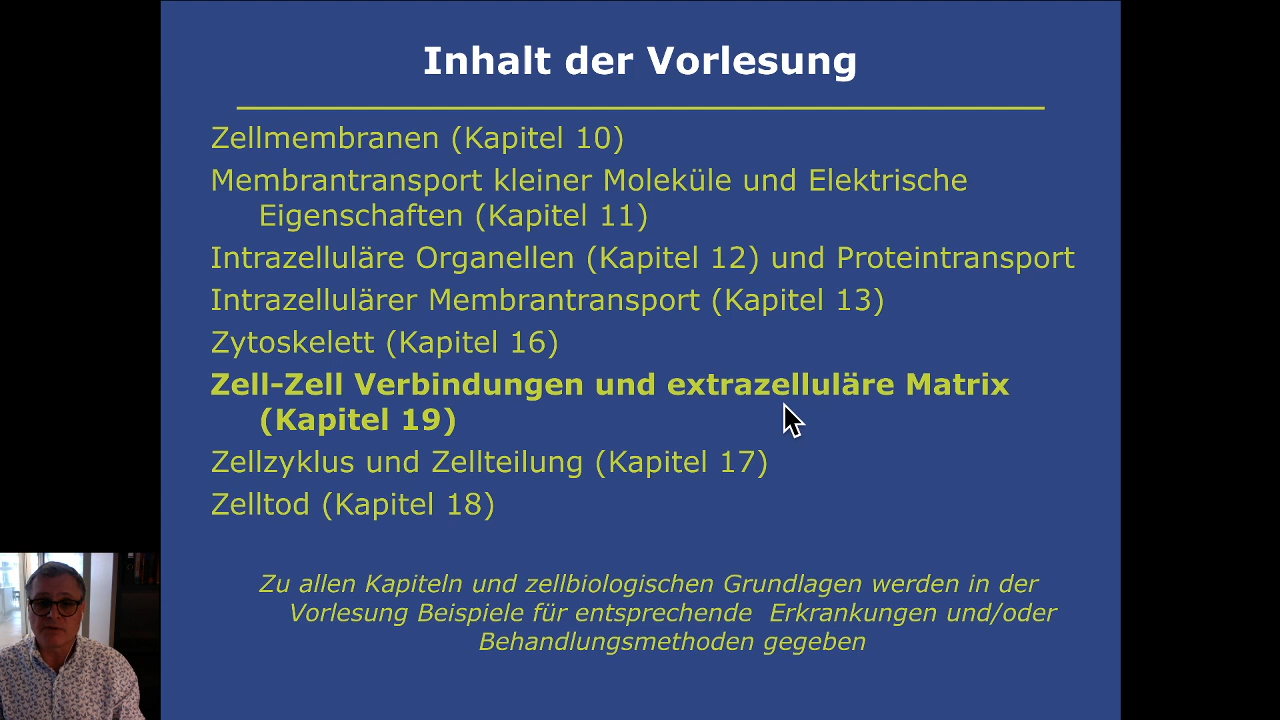 Inhalt der Vorlesung
Zellmembranen (Kapitel 10)
Membrantransport kleiner Moleküle und Elektrische
Eigenschaften (Kapitel 11)
Intrazelluläre Organellen (Kapitel 12) und Proteintransport
Intrazellulärer Membrantransport (Kapitel 13)
Zytoskelett (Kapitel 16)
Zell-Zell Verbindungen und extrazelluläre Matrix
(Kapitel 19)
Zellzyklus und Zellteilung (Kapitel 17)
Zelltod (Kapitel 18)
Zu allen Kapiteln und zellbiologischen Grundlagen werden in der
Vorlesung Beispiele für entsprechende Erkrankungen und/oder
Behandlungsmethoden gegeben